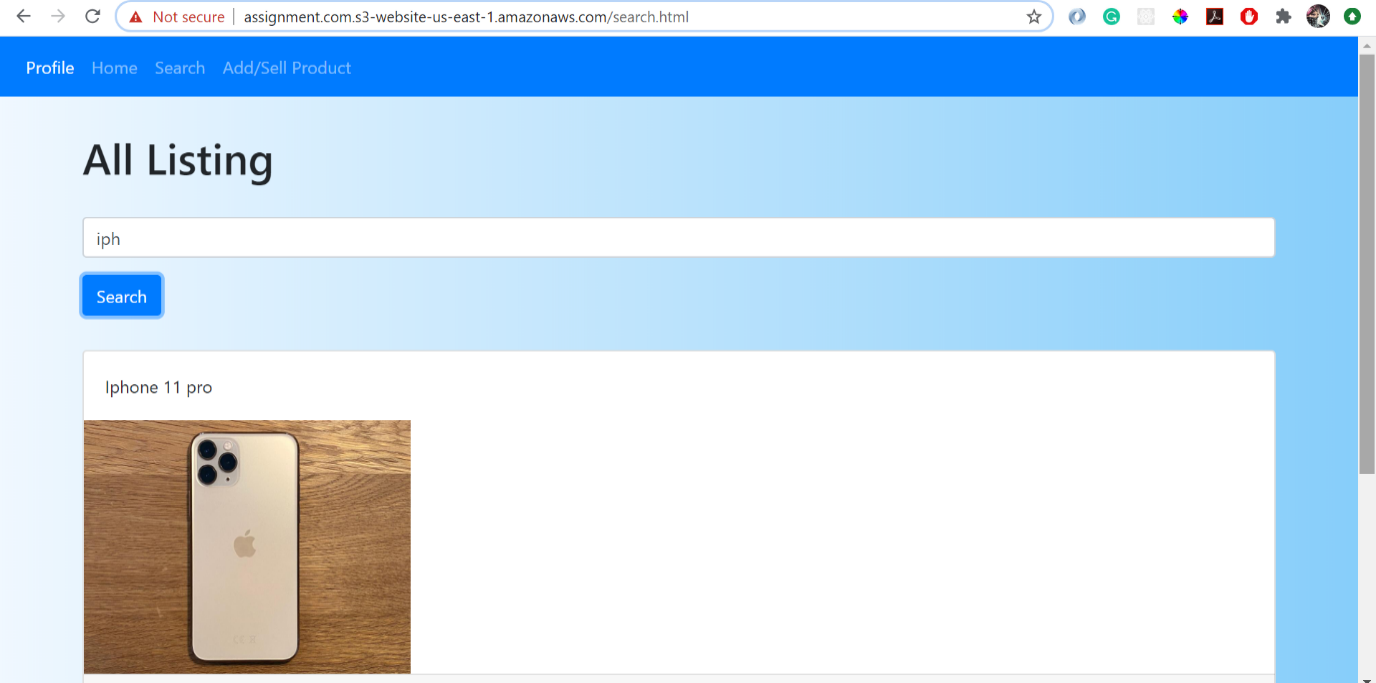 Not secure assignment.com.s3-website-us-east-1.amazonaws.com/search.html
Profile Home Search Add/Sell Product
All Listing
iph
Search
Iphone 11 pro